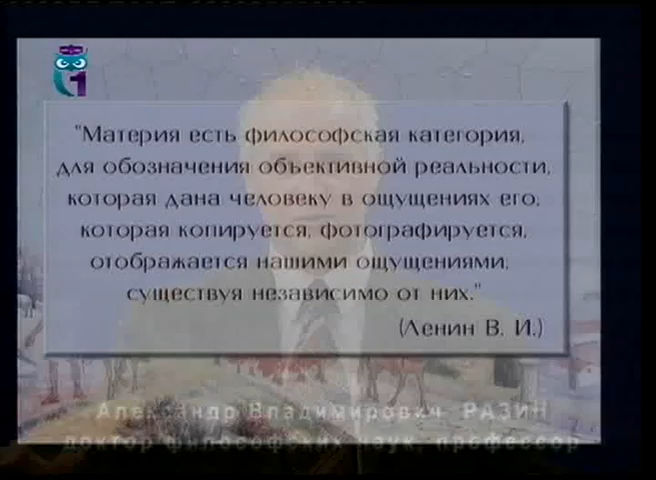 1
"Материя есть философская категория,
для обозначения объективной реальности,
которая дана человеку в ощущениях его,
которая копируется, фотографируется,
отображается нашими ощущениями,
существуя независимо от них."
(Ленин В. И.)
Александр Владимирович РАЗИН
доктор философских наук, профессор